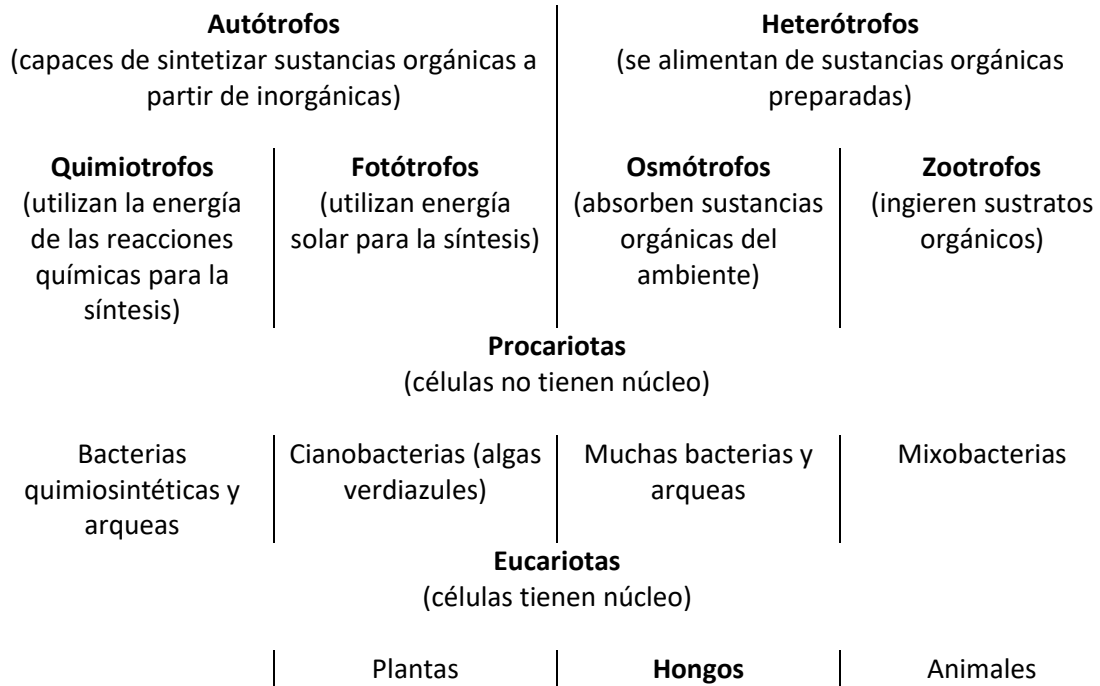 Autótrofos
(capaces de sintetizar sustancias orgánicas a
partir de inorgánicas)
Heterótrofos
(se alimentan de sustancias orgánicas
preparadas)
Quimiotrofos
(utilizan la energía
de las reacciones
químicas para la
síntesis)
Fotótrofos
(utilizan energía
solar para la síntesis)
Osmótrofos
(absorben sustancias
orgánicas del
ambiente)
Zootrofos
(ingieren sustratos
orgánicos)
Procariotas
(células no tienen núcleo)
Bacterias
quimiosintéticas y
arqueas
Cianobacterias (algas
verdiazules)
Muchas bacterias y
arqueas
Mixobacterias
Eucariotas
(células tienen núcleo)
Plantas
Hongos
Animales